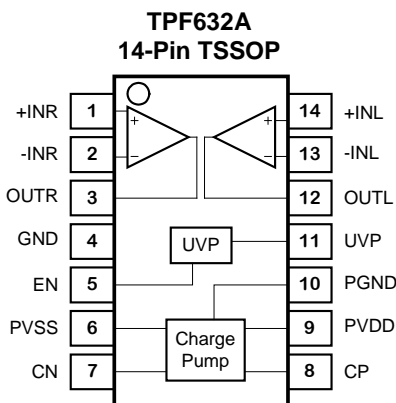 TPF632A
14-Pin TSSOP
+INR 1 + + 14 +INL
-INR 2 − − 13 -INL
OUTR 3 12 OUTL
GND 4 UVP 11 UVP
EN 5 10 PGND
PVSS 6 Charge 9 PVDD
CN 7 Pump 8 CP